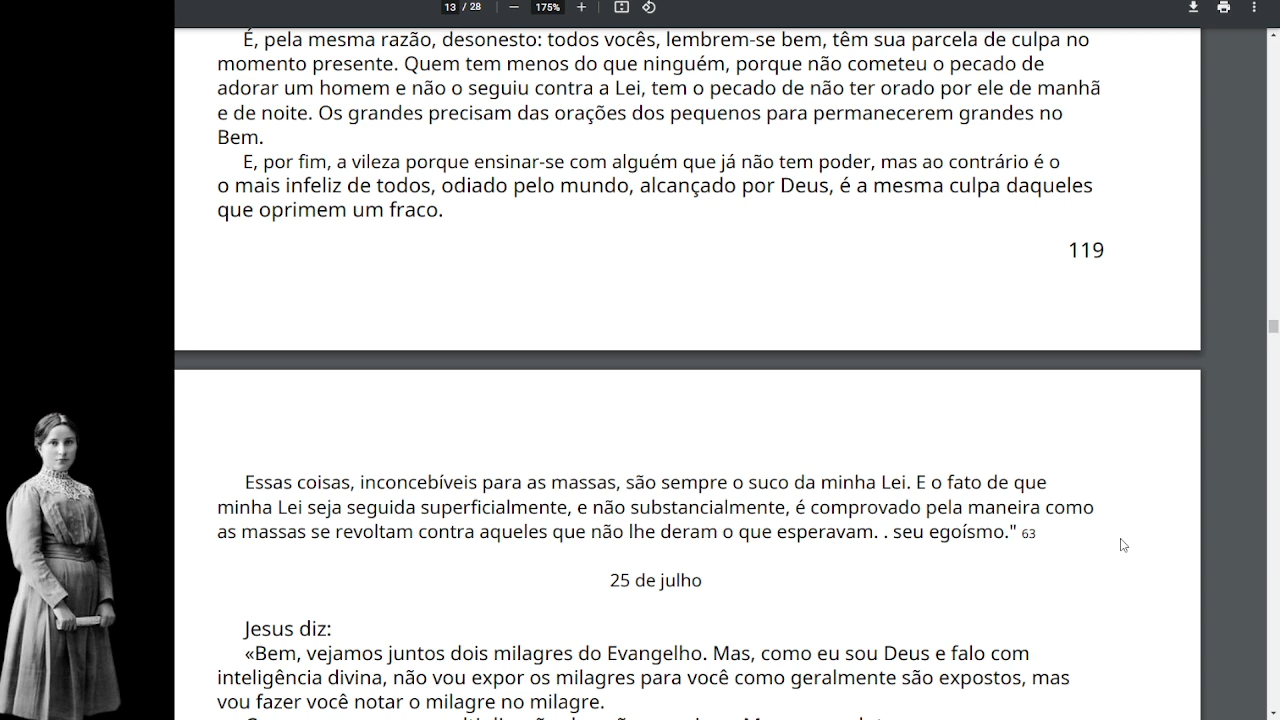 13 / 28
175%
É, pela mesma razão, desonesto: todos vocês, lembrem-se bem, têm sua parcela de culpa no
momento presente. Quem tem menos do que ninguém, porque não cometeu o pecado de
adorar um homem e não o seguiu contra a Lei, tem o pecado de não ter orado por ele de manhã
e de noite. Os grandes precisam das orações dos pequenos para permanecerem grandes no
Bem.
E, por fim, a vileza porque ensinar-se com alguém que já não tem poder, mas ao contrário é o
o mais infeliz de todos, odiado pelo mundo, alcançado por Deus, é a mesma culpa daqueles
que oprimem um fraco.
119
Essas coisas, inconcebíveis para as massas, são sempre o suco da minha Lei. E o fato de que
minha Lei seja seguida superficialmente, e não substancialmente, é comprovado pela maneira como
as massas se revoltam contra aqueles que não lhe deram o que esperavam. . seu egoísmo." 63
25 de julho
Jesus diz:
«Bem, vejamos juntos dois milagres do Evangelho. Mas, como eu sou Deus e falo com
inteligência divina, não vou expor os milagres para você como geralmente são expostos, mas
vou fazer você notar o milagre no milagre.